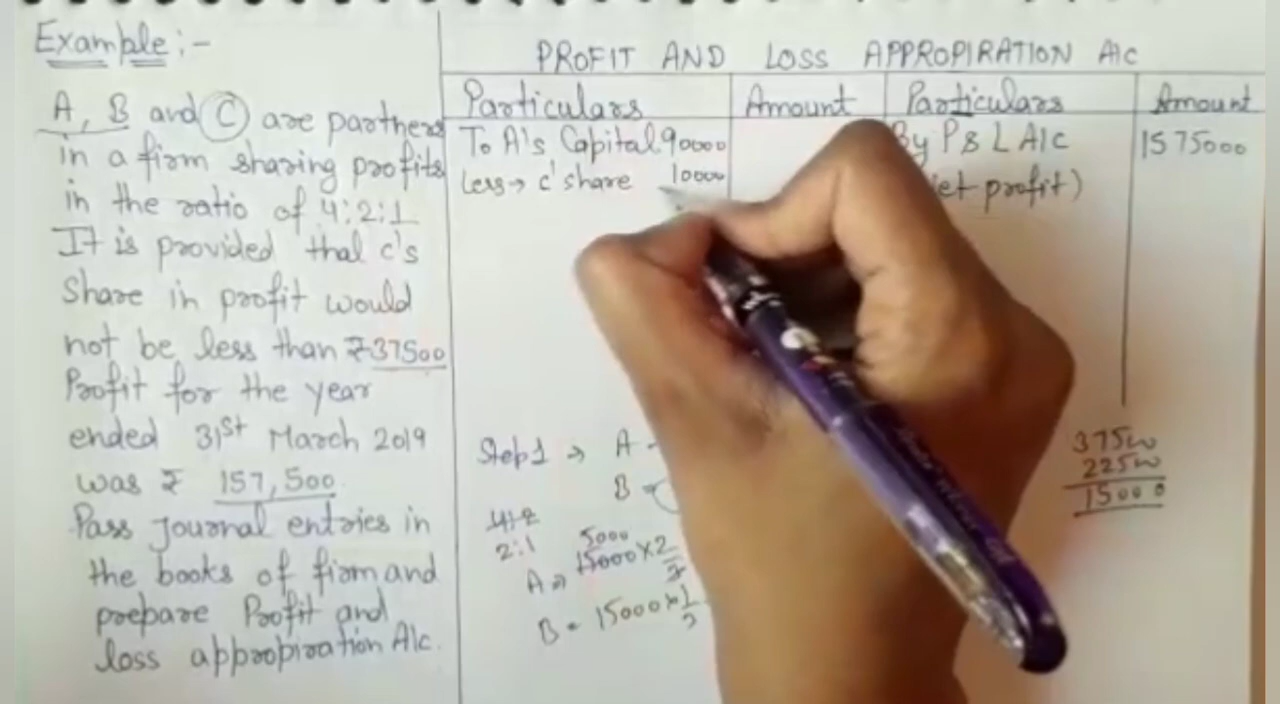 Example:-
A, B and C are partners
in a firm sharing profits
in the ratio of 4:2:1
It is provided that c's
Share in profit would
not be less than ₹37500
Profit for the year
ended 31st March 2019
was ₹ 157,500
Pass Journal entries in
the books of firm and
prepare Profit and
loss appropiration A/c.
PROFIT AND LOSS APPROPIRATION A/c
Particulars Amount Particulars Amount
To A's Capital 90000 By P & L A/c 1575000
Less→ c' share 10000 et profit)
Step 1 → A -
B -
4:2
2:1
5000
A ⇒ 15000×2
B = 15000×1
37500
22500
15000